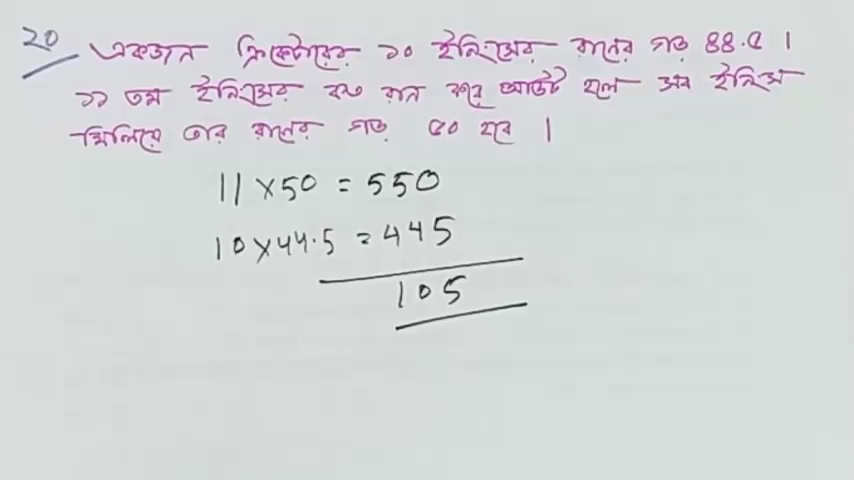 20 একজন ক্রিকেটারের ১০ ইনিংসের রানের গড় ৪৪.৫ ।
১১ তম ইনিংসের কত রান করে আউট হলে সব ইনিংস
মিলিয়ে তার রানের গড় ৫০ হবে ।
11 × 50 = 550
10 × 44.5 = 445
105